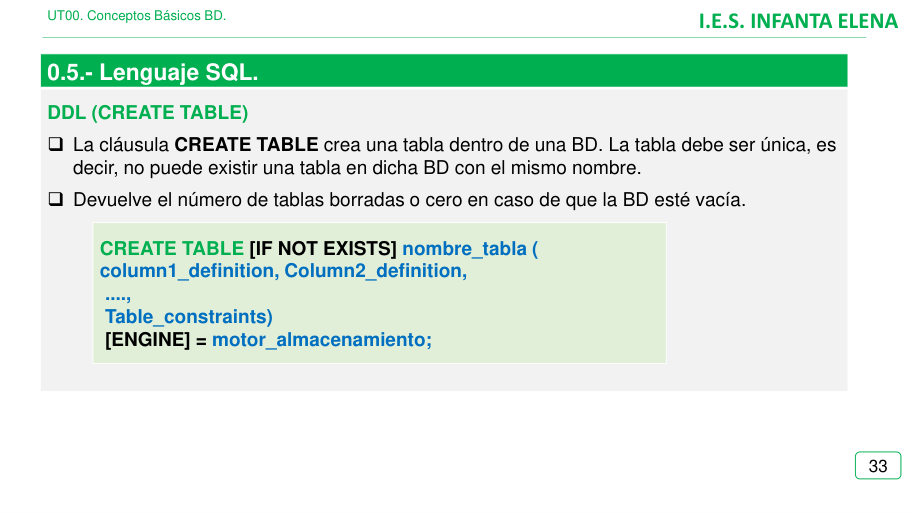 UT00. Conceptos Básicos BD.
I.E.S. INFANTA ELENA
0.5.- Lenguaje SQL.
DDL (CREATE TABLE)
❑ La cláusula CREATE TABLE crea una tabla dentro de una BD. La tabla debe ser única, es
decir, no puede existir una tabla en dicha BD con el mismo nombre.
❑ Devuelve el número de tablas borradas o cero en caso de que la BD esté vacía.
CREATE TABLE [IF NOT EXISTS] nombre_tabla (
column1_definition, Column2_definition,
....,
Table_constraints)
[ENGINE] = motor_almacenamiento;
33